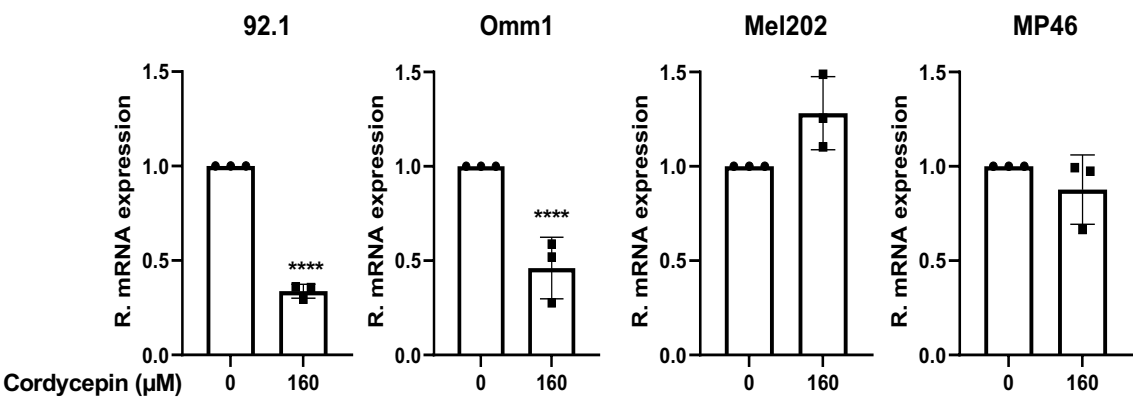 92.1 Omm1 Mel202 MP46
R. mRNA expression R. mRNA expression R. mRNA expression R. mRNA expression
1.5 1.5 1.5 1.5
1.0 1.0 1.0 1.0
**** 
0.5 **** 0.5 0.5 0.5
0.0 0.0 0.0 0.0
Cordycepin (µM) 0 160 0 160 0 160 0 160